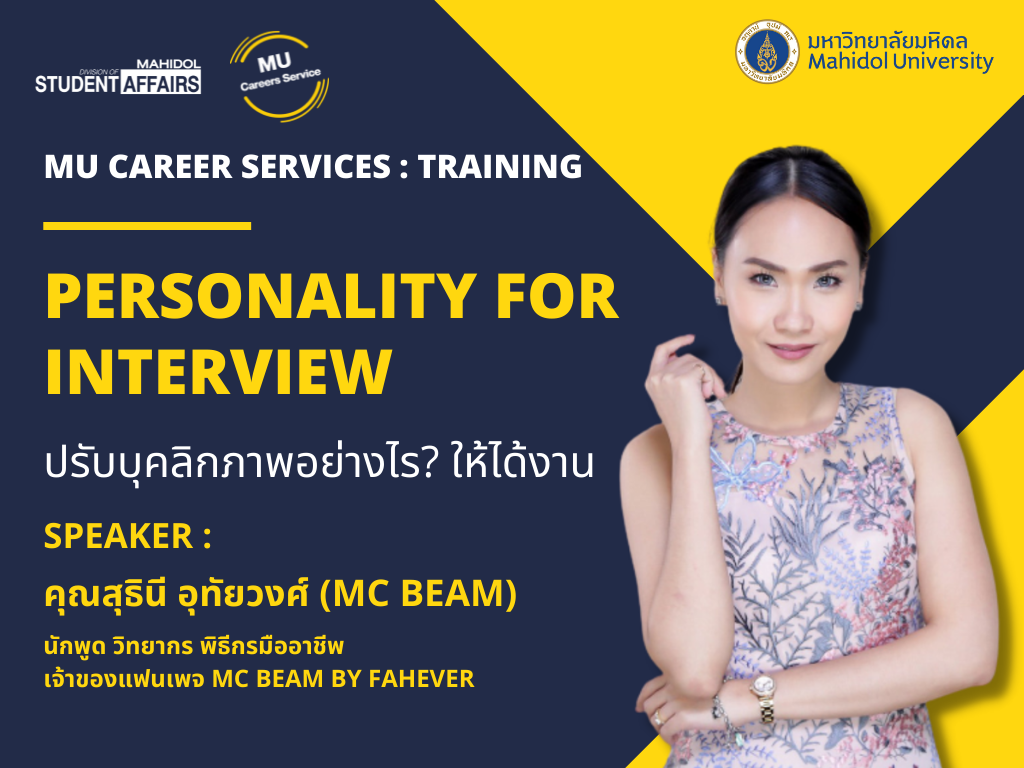 MAHIDOL
DIVISION OF
STUDENT AFFAIRS
MU
Careers Service
มหาวิทยาลัยมหิดล
Mahidol University
MU CAREER SERVICES : TRAINING
PERSONALITY FOR
INTERVIEW
ปรับบุคลิกภาพอย่างไร? ให้ได้งาน
SPEAKER :
คุณสุธินี อุทัยวงศ์ (MC BEAM)
นักพูด วิทยากร พิธีกรมืออาชีพ
เจ้าของแฟนเพจ MC BEAM BY FAHEVER